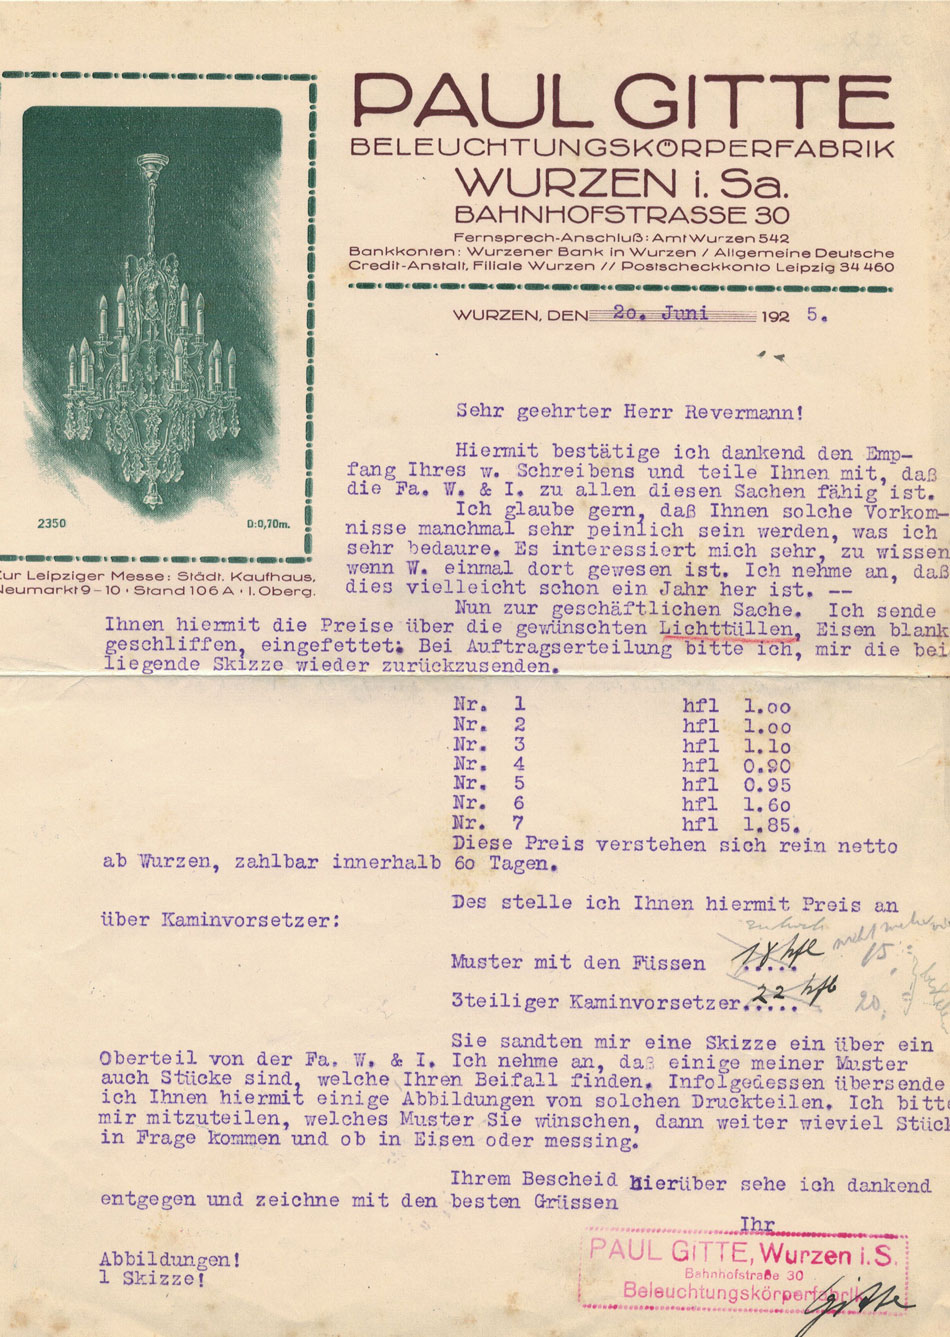 PAUL GITTE
BELEUCHTUNGSKÖRPERFABRIK
WURZEN i. Sa.
BAHNHOFSTRASSE 30
Fernsprech-Anschluß: Amt Wurzen 542
Bankkonten: Wurzener Bank in Wurzen / Allgemeine Deutsche
Credit-Anstalt, Filiale Wurzen // Postscheckkonto Leipzig 34 460
WURZEN, DEN 20. Juni 192 5.
2350 D:0,70m.
Zur Leipziger Messe: Städt. Kaufhaus,
Neumarkt 9-10 · Stand 106 A · I. Oberg.
Sehr geehrter Herr Revermann!
Hiermit bestätige ich dankend den Emp-
fang Ihres w. Schreibens und teile Ihnen mit, daß
die Fa. W. & I. zu allen diesen Sachen fähig ist.
Ich glaube gern, daß Ihnen solche Vorkom-
nisse manchmal sehr peinlich sein werden, was ich
sehr bedaure. Es interessiert mich sehr, zu wissen
wenn W. einmal dort gewesen ist. Ich nehme an, daß
dies vielleicht schon ein Jahr her ist. --
Nun zur geschäftlichen Sache. Ich sende
Ihnen hiermit die Preise über die gewünschten Lichttüllen, Eisen blank
geschliffen, eingefettet. Bei Auftragserteilung bitte ich, mir die bei
liegende Skizze wieder zurückzusenden.
Nr. 1 hfl 1.00
Nr. 2 hfl 1.00
Nr. 3 hfl 1.10
Nr. 4 hfl 0.90
Nr. 5 hfl 0.95
Nr. 6 hfl 1.60
Nr. 7 hfl 1.85.
Diese Preis verstehen sich rein netto
ab Wurzen, zahlbar innerhalb 60 Tagen.
Des stelle ich Ihnen hiermit Preis an
über Kaminvorsetzer:
Muster mit den Füssen ..... 18 hfl 15.
3teiliger Kaminvorsetzer..... 22 hfl 20.
Sie sandten mir eine Skizze ein über ein
Oberteil von der Fa. W. & I. Ich nehme an, daß einige meiner Muster
auch Stücke sind, welche Ihren Beifall finden. Infolgedessen übersende
ich Ihnen hiermit einige Abbildungen von solchen Druckteilen. Ich bitte
mir mitzuteilen, welches Muster Sie wünschen, dann weiter wieviel Stück
in Frage kommen und ob in Eisen oder messing.
Ihrem Bescheid hierüber sehe ich dankend
entgegen und zeichne mit den besten Grüssen
Ihr
PAUL GITTE, Wurzen i. S.
Bahnhofstraße 30
Beleuchtungskörperfabrik
Gitte
Abbildungen!
1 Skizze!